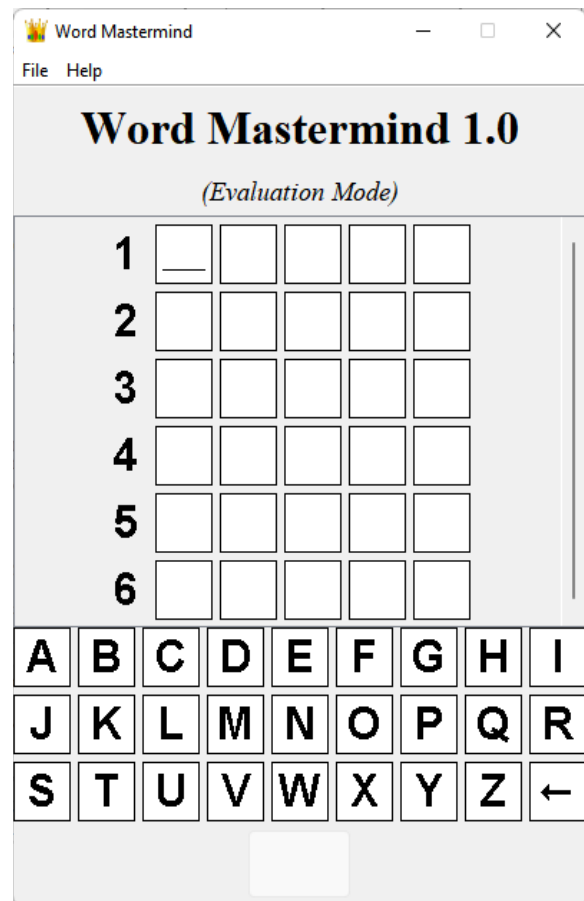 Word Mastermind
File Help
Word Mastermind 1.0
(Evaluation Mode)
1
2
3
4
5
6
A B C D E F G H I
J K L M N O P Q R
S T U V W X Y Z ←